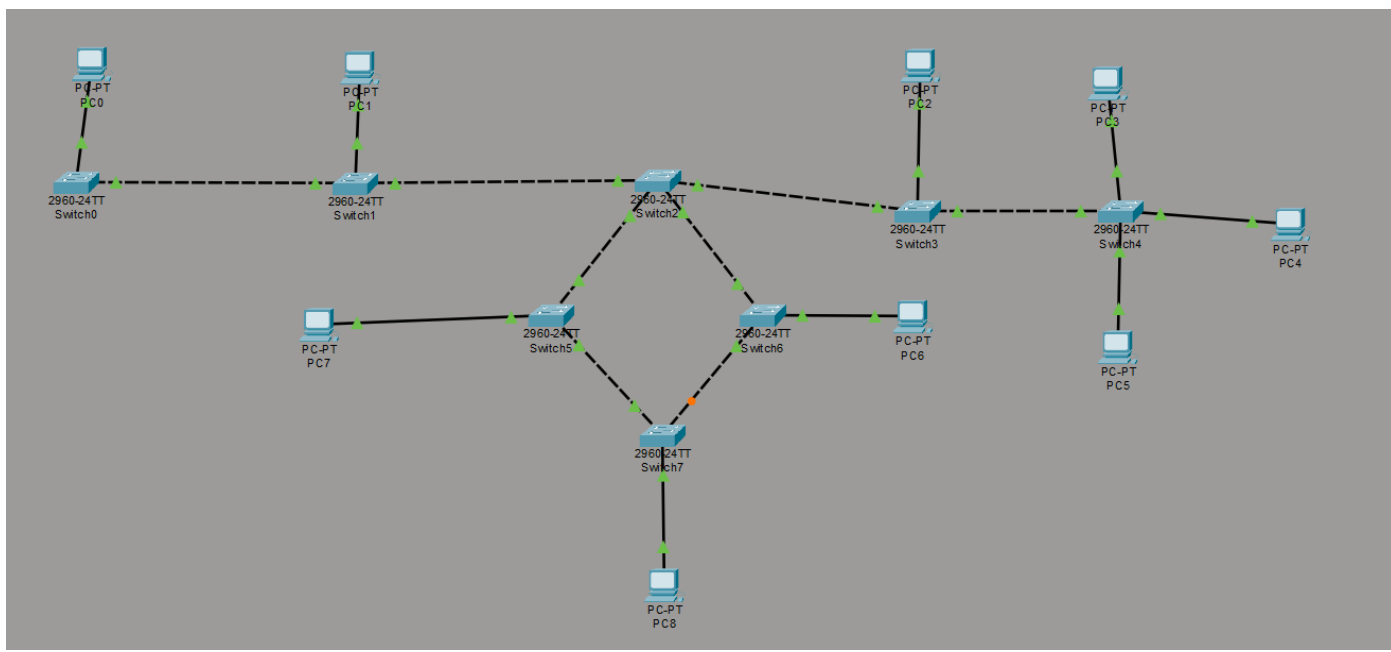 PC-PT
PC0
PC-PT
PC1
PC-PT
PC2
PC-PT
PC3
2960-24TT
Switch0
2960-24TT
Switch1
2960-24TT
Switch2
2960-24TT
Switch3
2960-24TT
Switch4
PC-PT
PC4
PC-PT
PC7
2960-24TT
Switch5
2960-24TT
Switch6
PC-PT
PC6
PC-PT
PC5
2960-24TT
Switch7
PC-PT
PC8